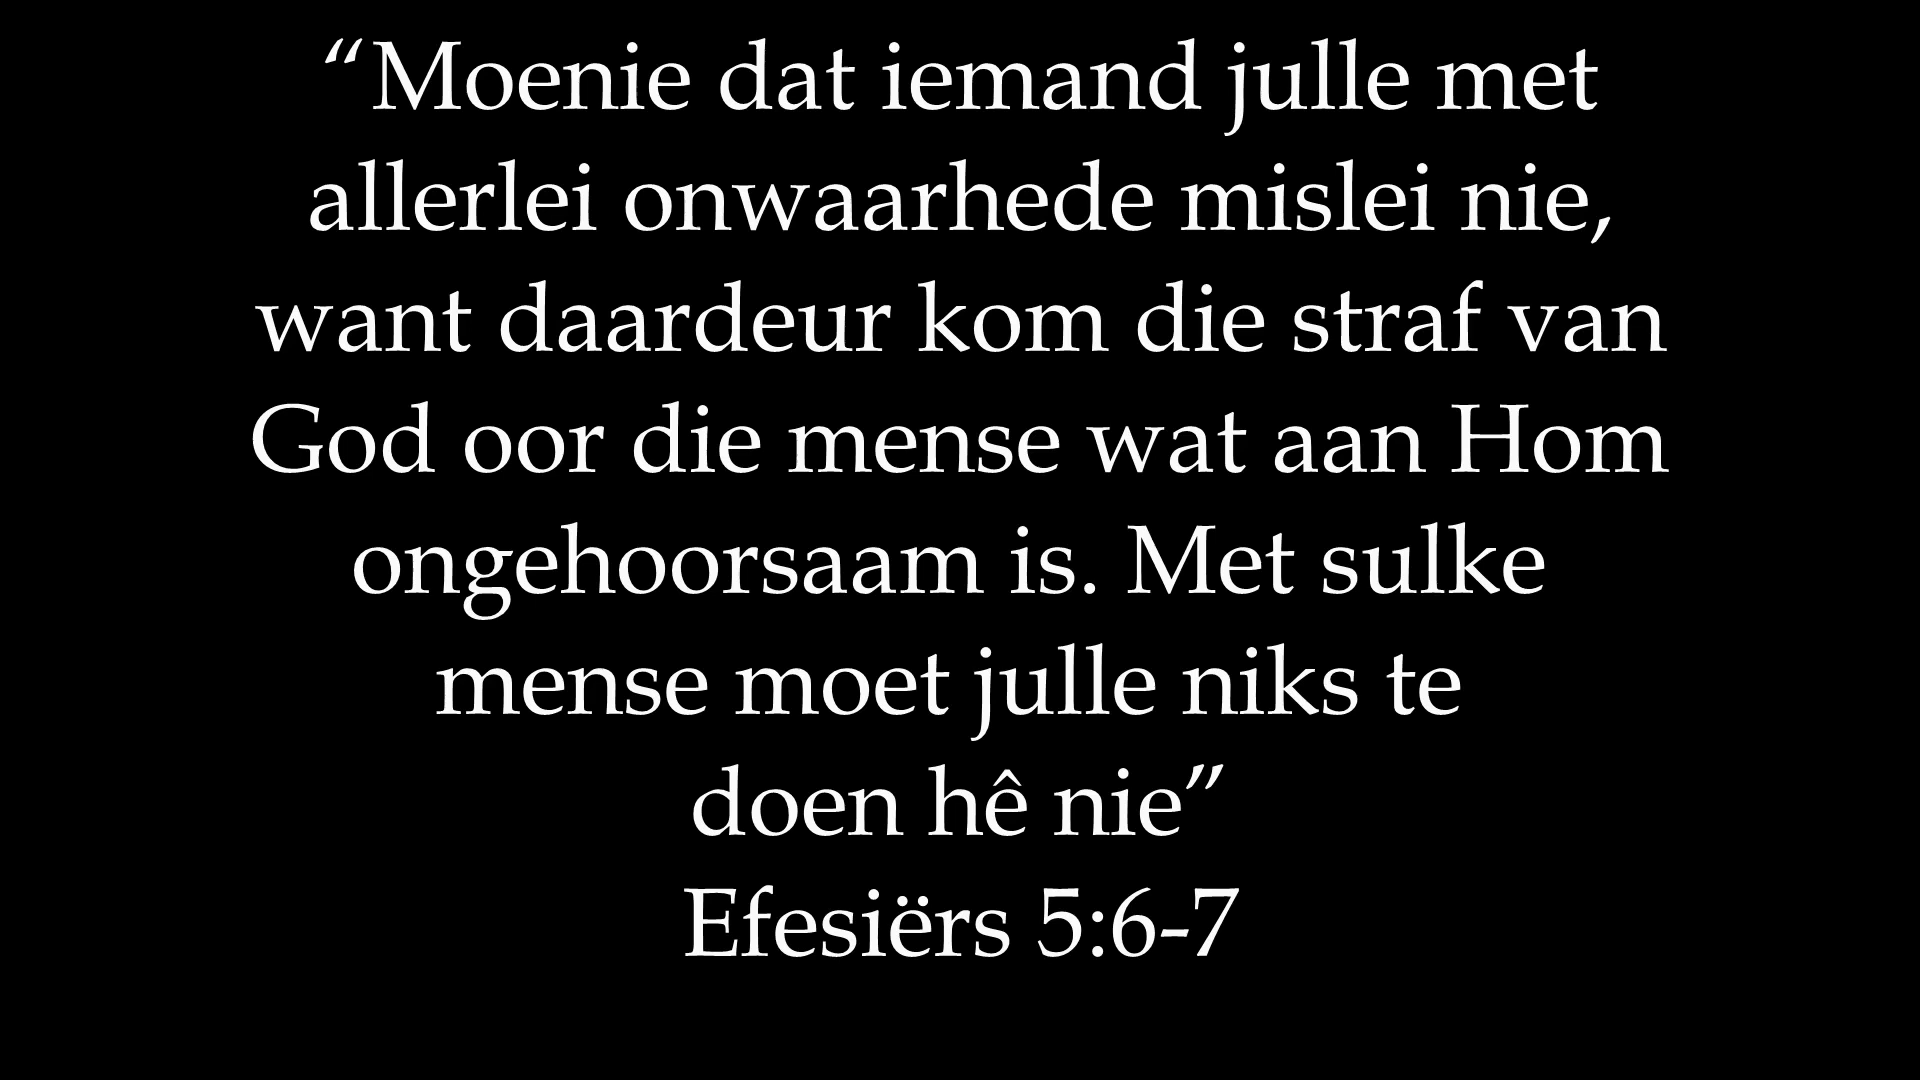 “Moenie dat iemand julle met
allerlei onwaarhede mislei nie,
want daardeur kom die straf van
God oor die mense wat aan Hom
ongehoorsaam is. Met sulke
mense moet julle niks te
doen hê nie”
Efesiërs 5:6-7